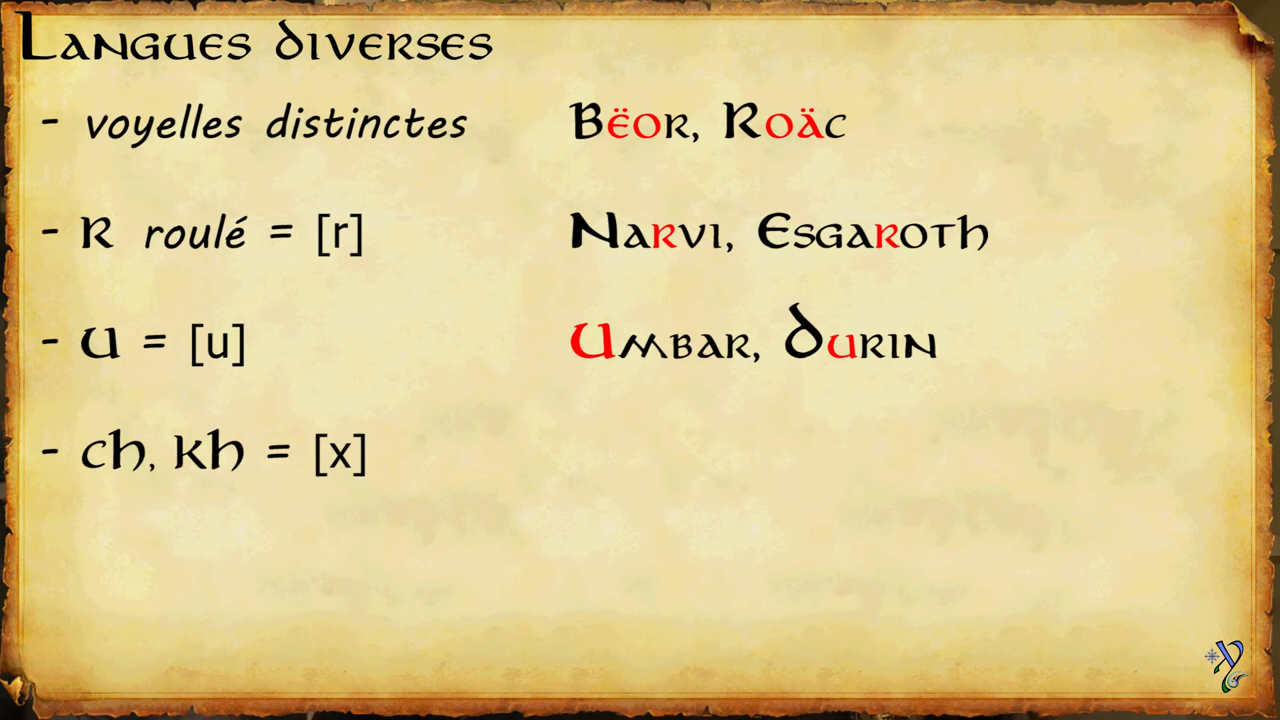 Langues diverses
- voyelles distinctes Bëor, Roäc
- R roulé = [r] Narvi, Esgaroth
- U = [u] Umbar, Durin
- ch, kh = [x]